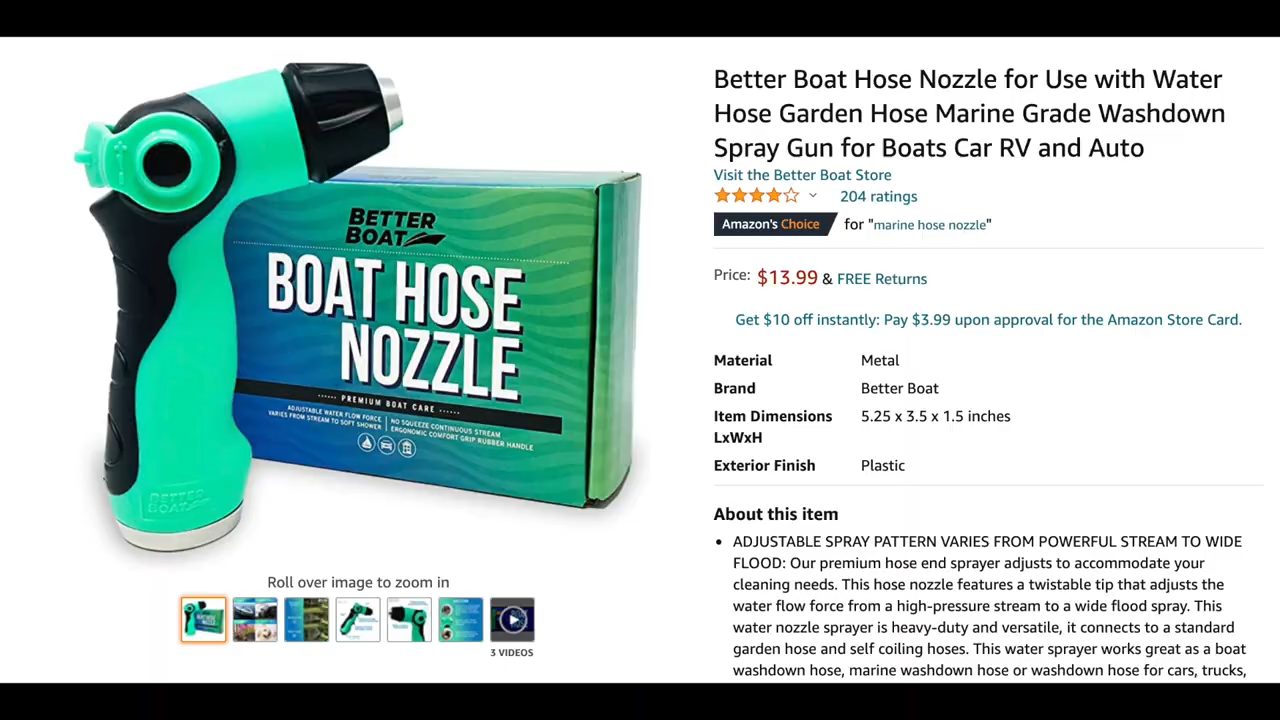 BETTER
BOAT
BOAT HOSE
NOZZLE
PREMIUM BOAT CARE
ADJUSTABLE WATER FLOW FORCE
VARIES FROM STREAM TO SOFT SHOWER
NO SQUEEZE CONTINUOUS STREAM
ERGONOMIC COMFORT GRIP RUBBER HANDLE
BETTER
BOAT
Roll over image to zoom in
3 VIDEOS
Better Boat Hose Nozzle for Use with Water
Hose Garden Hose Marine Grade Washdown
Spray Gun for Boats Car RV and Auto
Visit the Better Boat Store
204 ratings
Amazon's Choice for "marine hose nozzle"
Price: $13.99 & FREE Returns
Get $10 off instantly: Pay $3.99 upon approval for the Amazon Store Card.
Material Metal
Brand Better Boat
Item Dimensions 5.25 x 3.5 x 1.5 inches
LxWxH
Exterior Finish Plastic
About this item
• ADJUSTABLE SPRAY PATTERN VARIES FROM POWERFUL STREAM TO WIDE
FLOOD: Our premium hose end sprayer adjusts to accommodate your
cleaning needs. This hose nozzle features a twistable tip that adjusts the
water flow force from a high-pressure stream to a wide flood spray. This
water nozzle sprayer is heavy-duty and versatile, it connects to a standard
garden hose and self coiling hoses. This water sprayer works great as a boat
washdown hose, marine washdown hose or washdown hose for cars, trucks,